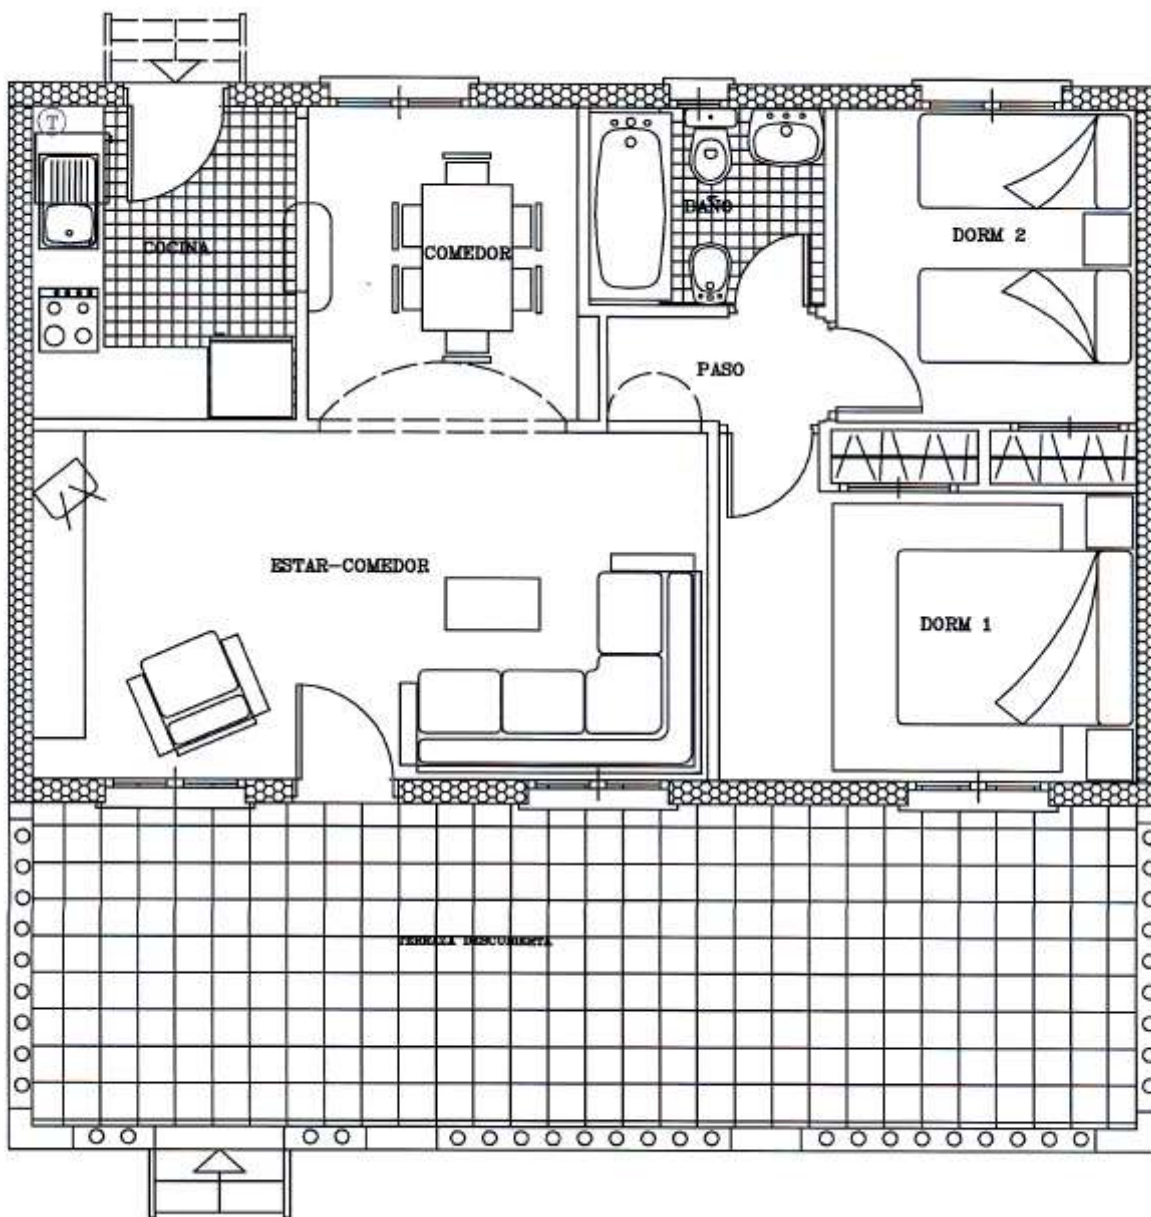 T
BAÑO
DORM 2
COCINA
COMEDOR
PASO
ESTAR-COMEDOR
DORM 1
TERRAZA DESCUBIERTA